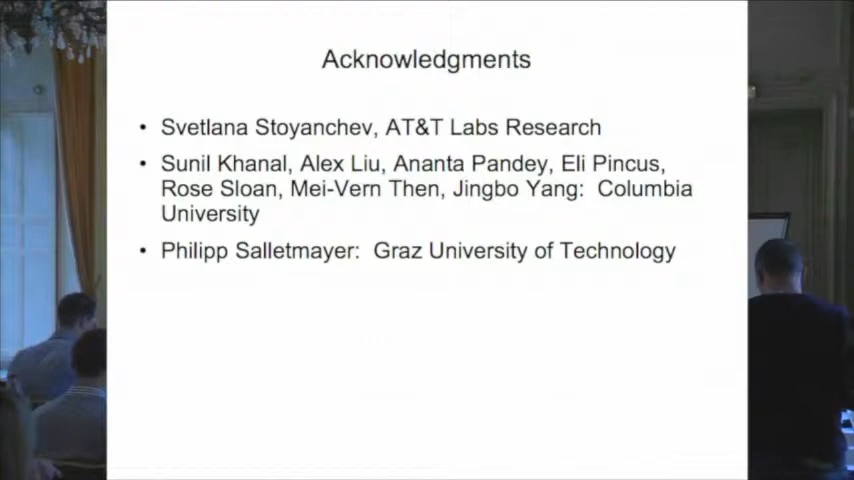 Acknowledgments
• Svetlana Stoyanchev, AT&T Labs Research
• Sunil Khanal, Alex Liu, Ananta Pandey, Eli Pincus,
Rose Sloan, Mei-Vern Then, Jingbo Yang: Columbia
University
• Philipp Salletmayer: Graz University of Technology